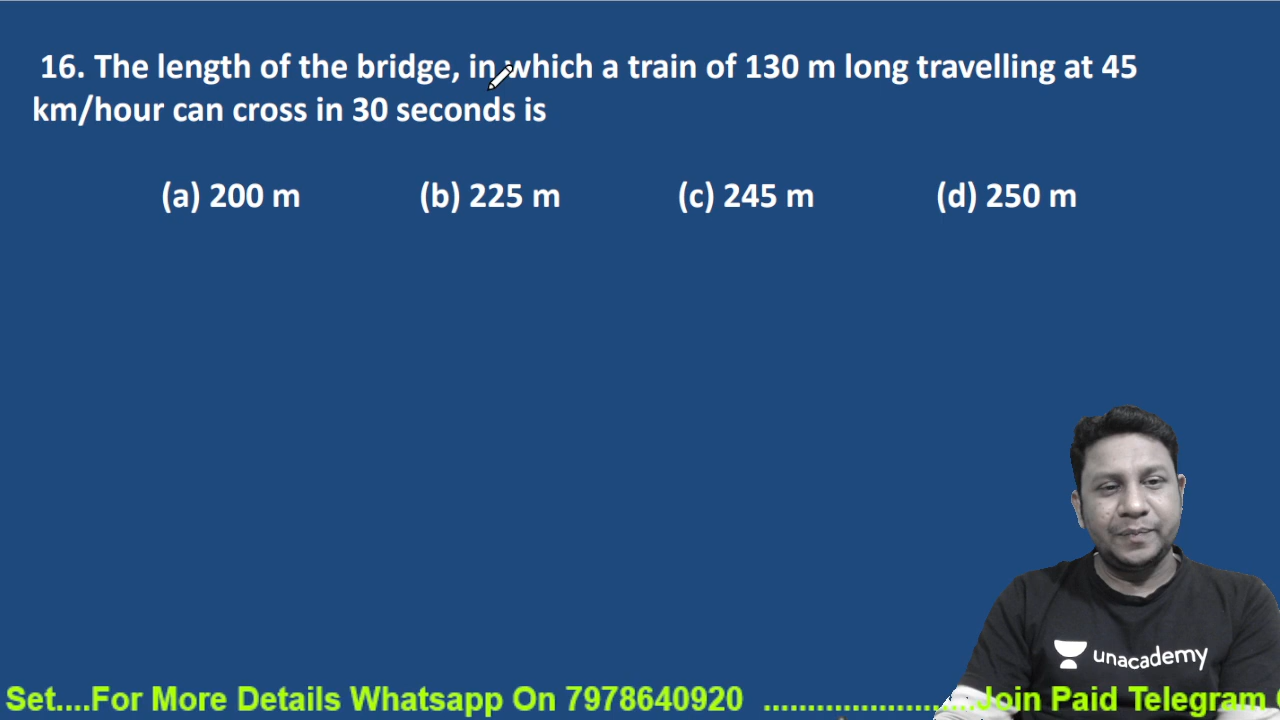 16. The length of the bridge, in which a train of 130 m long travelling at 45
km/hour can cross in 30 seconds is
(a) 200 m (b) 225 m (c) 245 m (d) 250 m
unacademy
Set....For More Details Whatsapp On 7978640920 ........................Join Paid Telegram